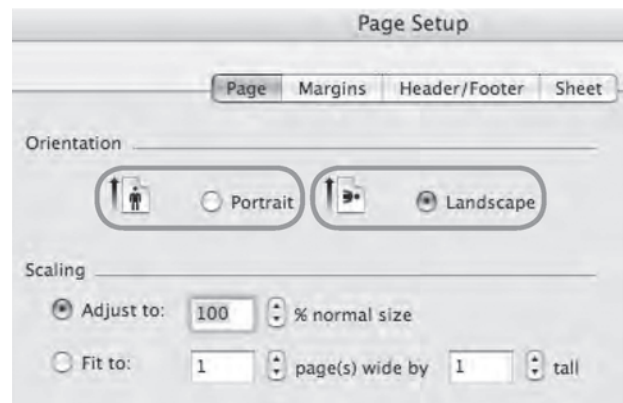 Page Setup
Page Margins Header/Footer Sheet
Orientation
Portrait Landscape
Scaling
Adjust to: 100 % normal size
Fit to: 1 page(s) wide by 1 tall